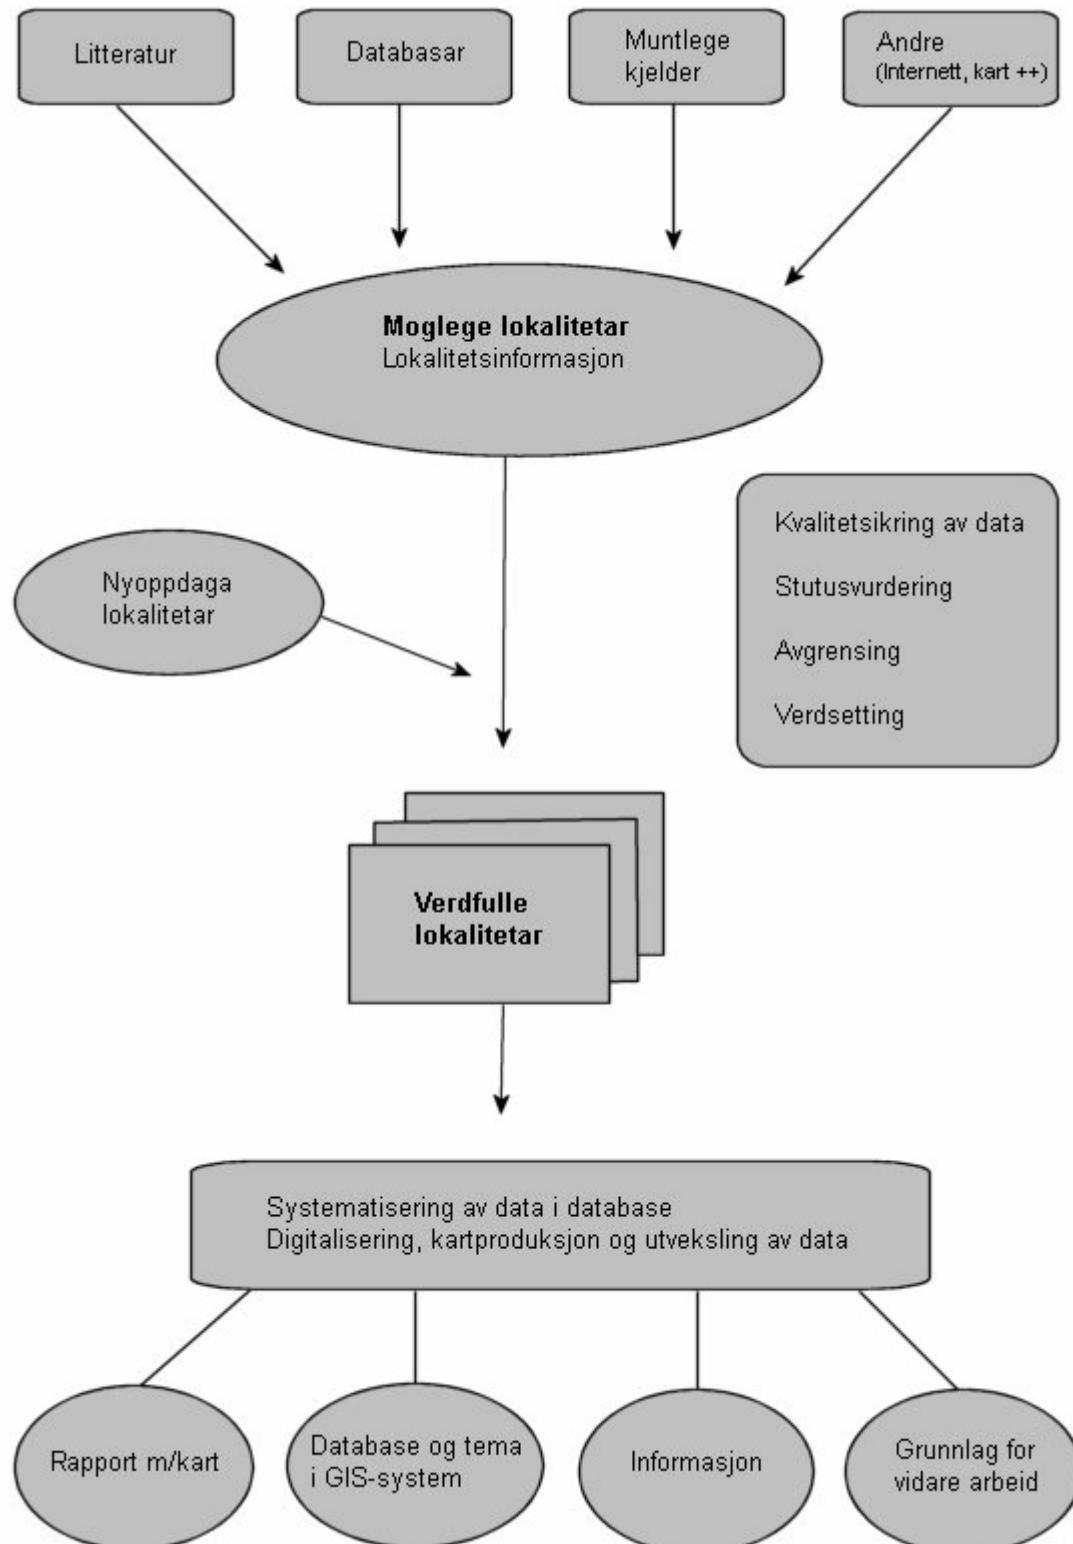 Litteratur
Databasar
Muntlege
kjelder
Andre
(Internett, kart ++)
Moglege lokalitetar
Lokalitetsinformasjon
Kvalitetsikring av data
Stutusvurdering
Avgrensing
Verdsetting
Nyoppdaga
lokalitetar
Verdfulle
lokalitetar
Systematisering av data i database
Digitalisering, kartproduksjon og utveksling av data
Rapport m/kart
Database og tema
i GIS-system
Informasjon
Grunnlag for
vidare arbeid